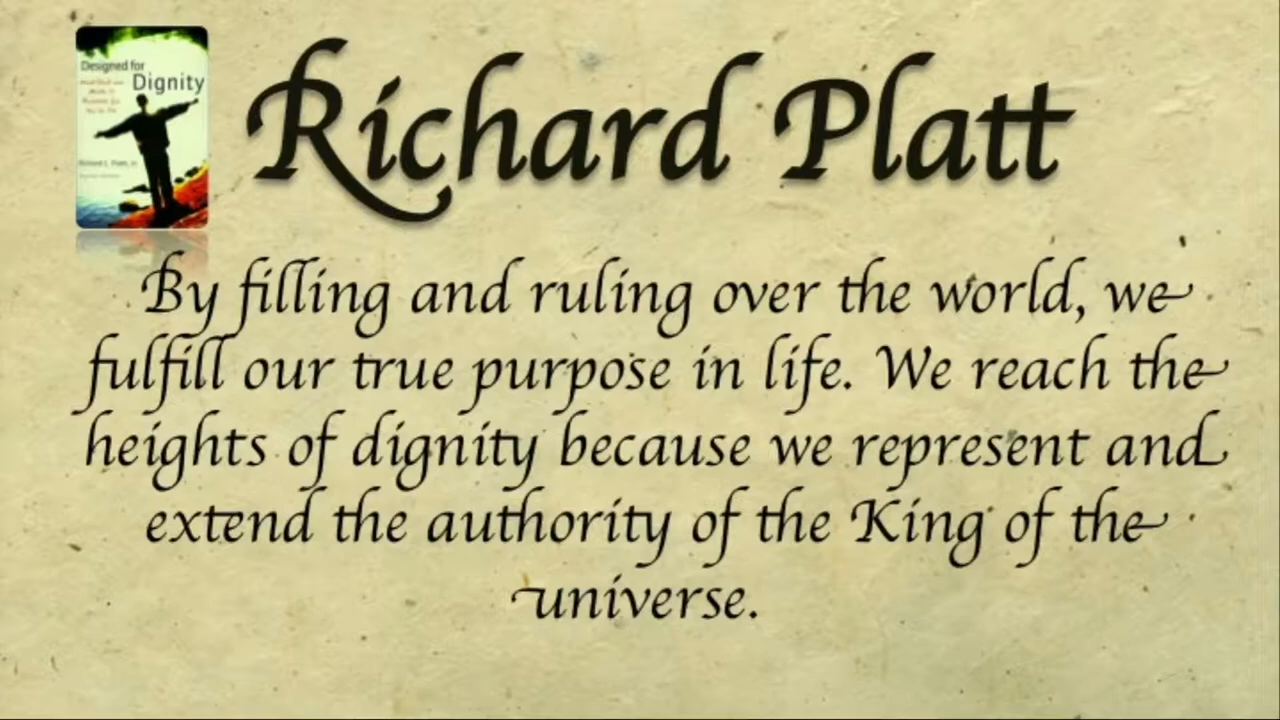 Designed for
Dignity
Richard Platt
By filling and ruling over the world, we
fulfill our true purpose in life. We reach the
heights of dignity because we represent and
extend the authority of the King of the
universe.